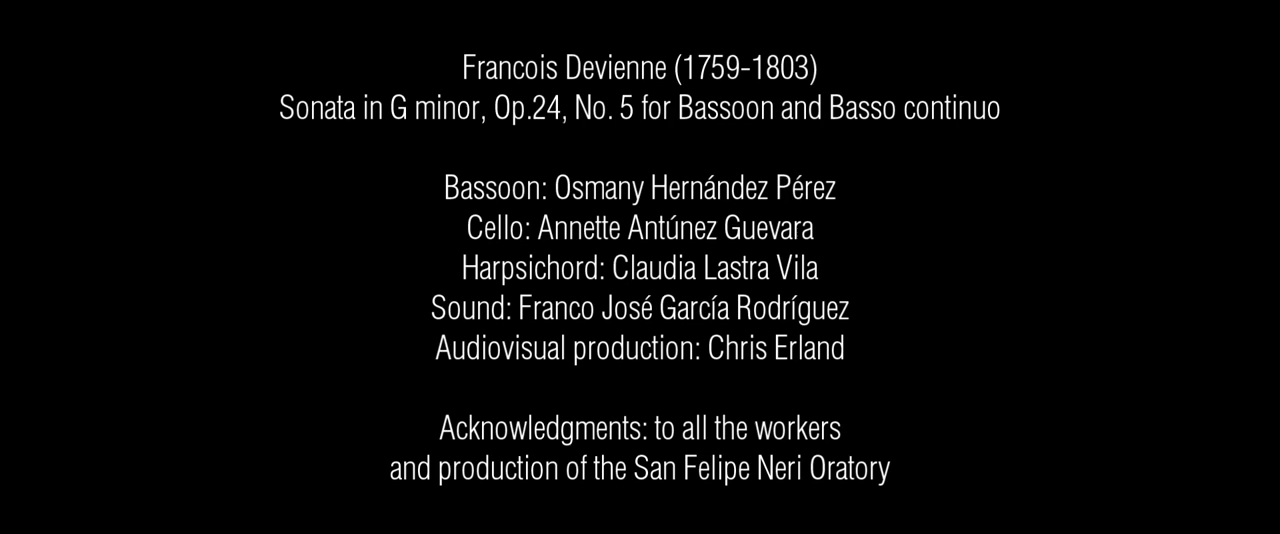 Francois Devienne (1759-1803)
Sonata in G minor, Op.24, No. 5 for Bassoon and Basso continuo
Bassoon: Osmany Hernández Pérez
Cello: Annette Antúnez Guevara
Harpsichord: Claudia Lastra Vila
Sound: Franco José García Rodríguez
Audiovisual production: Chris Erland
Acknowledgments: to all the workers
and production of the San Felipe Neri Oratory